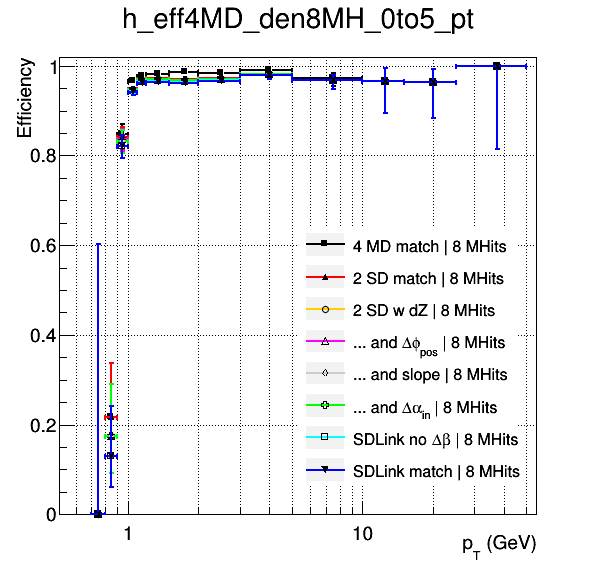 h_eff4MD_den8MH_0to5_pt
Efficiency
1
0.8
0.6
0.4
0.2
0
4 MD match | 8 MHits
2 SD match | 8 MHits
2 SD w dZ | 8 MHits
... and Δϕpos | 8 MHits
... and slope | 8 MHits
... and Δαin | 8 MHits
SDLink no Δβ | 8 MHits
SDLink match | 8 MHits
1 10
pT (GeV)